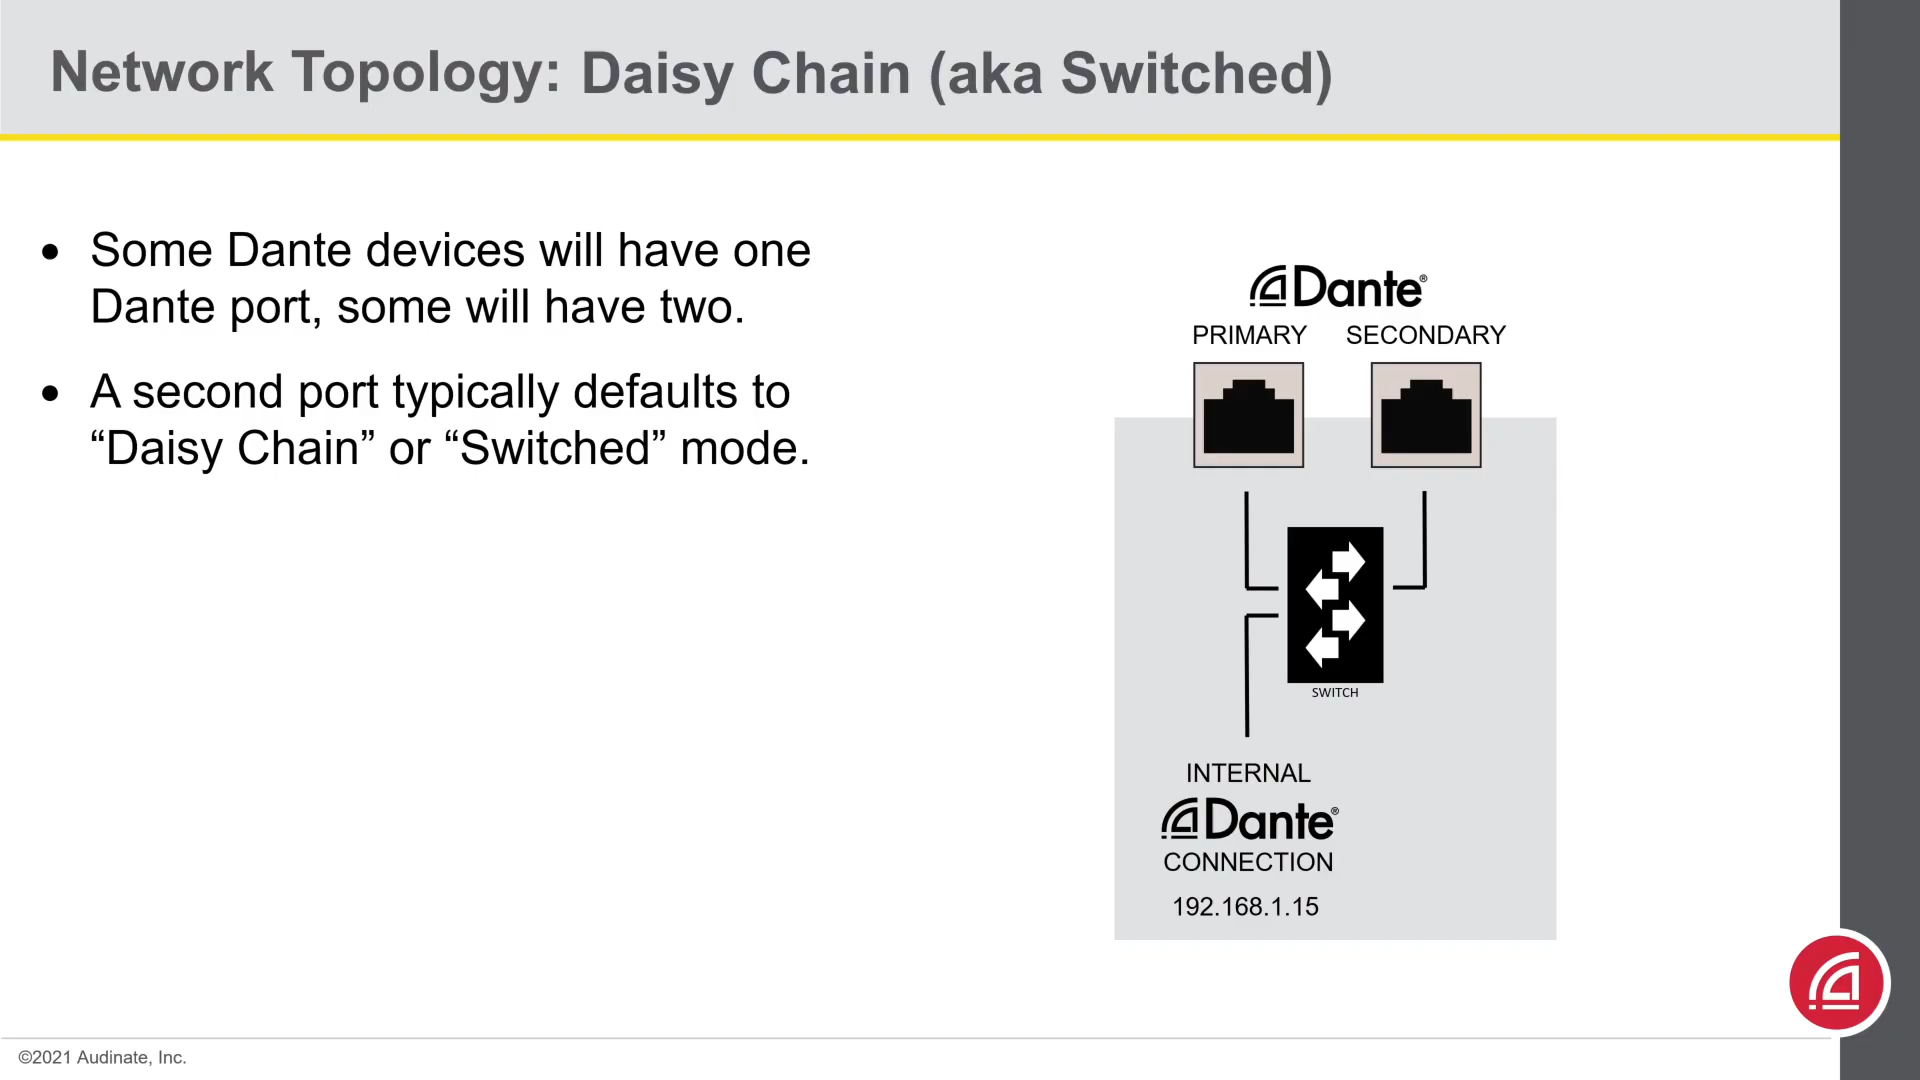 Network Topology: Daisy Chain (aka Switched)
• Some Dante devices will have one
Dante port, some will have two.
• A second port typically defaults to
“Daisy Chain” or “Switched” mode.
Dante®
PRIMARY SECONDARY
SWITCH
INTERNAL
Dante®
CONNECTION
192.168.1.15
©2021 Audinate, Inc.